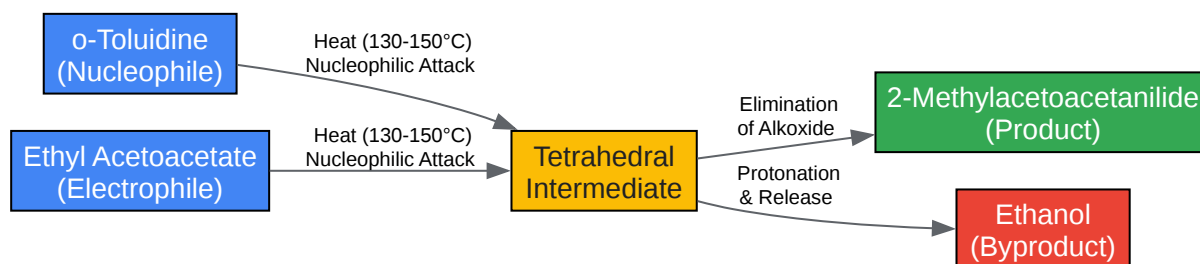 o-Toluidine
(Nucleophile)
Heat (130-150°C)
Nucleophilic Attack
Ethyl Acetoacetate
(Electrophile)
Heat (130-150°C)
Nucleophilic Attack
Tetrahedral
Intermediate
Elimination
of Alkoxide
2-Methylacetoacetanilide
(Product)
Protonation
& Release
Ethanol
(Byproduct)